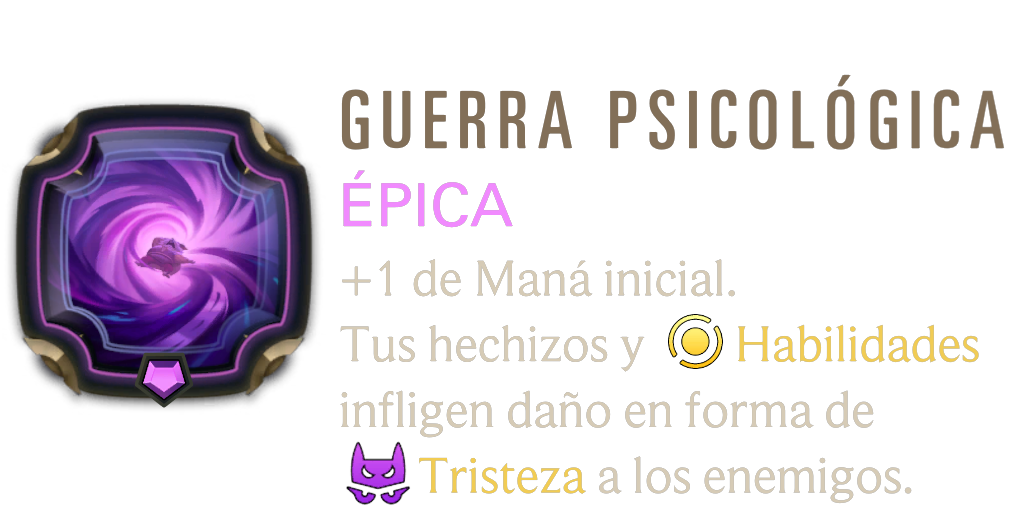 GUERRA PSICOLÓGICA
ÉPICA
+1 de Maná inicial.
Tus hechizos y Habilidades
infligen daño en forma de
Tristeza a los enemigos.